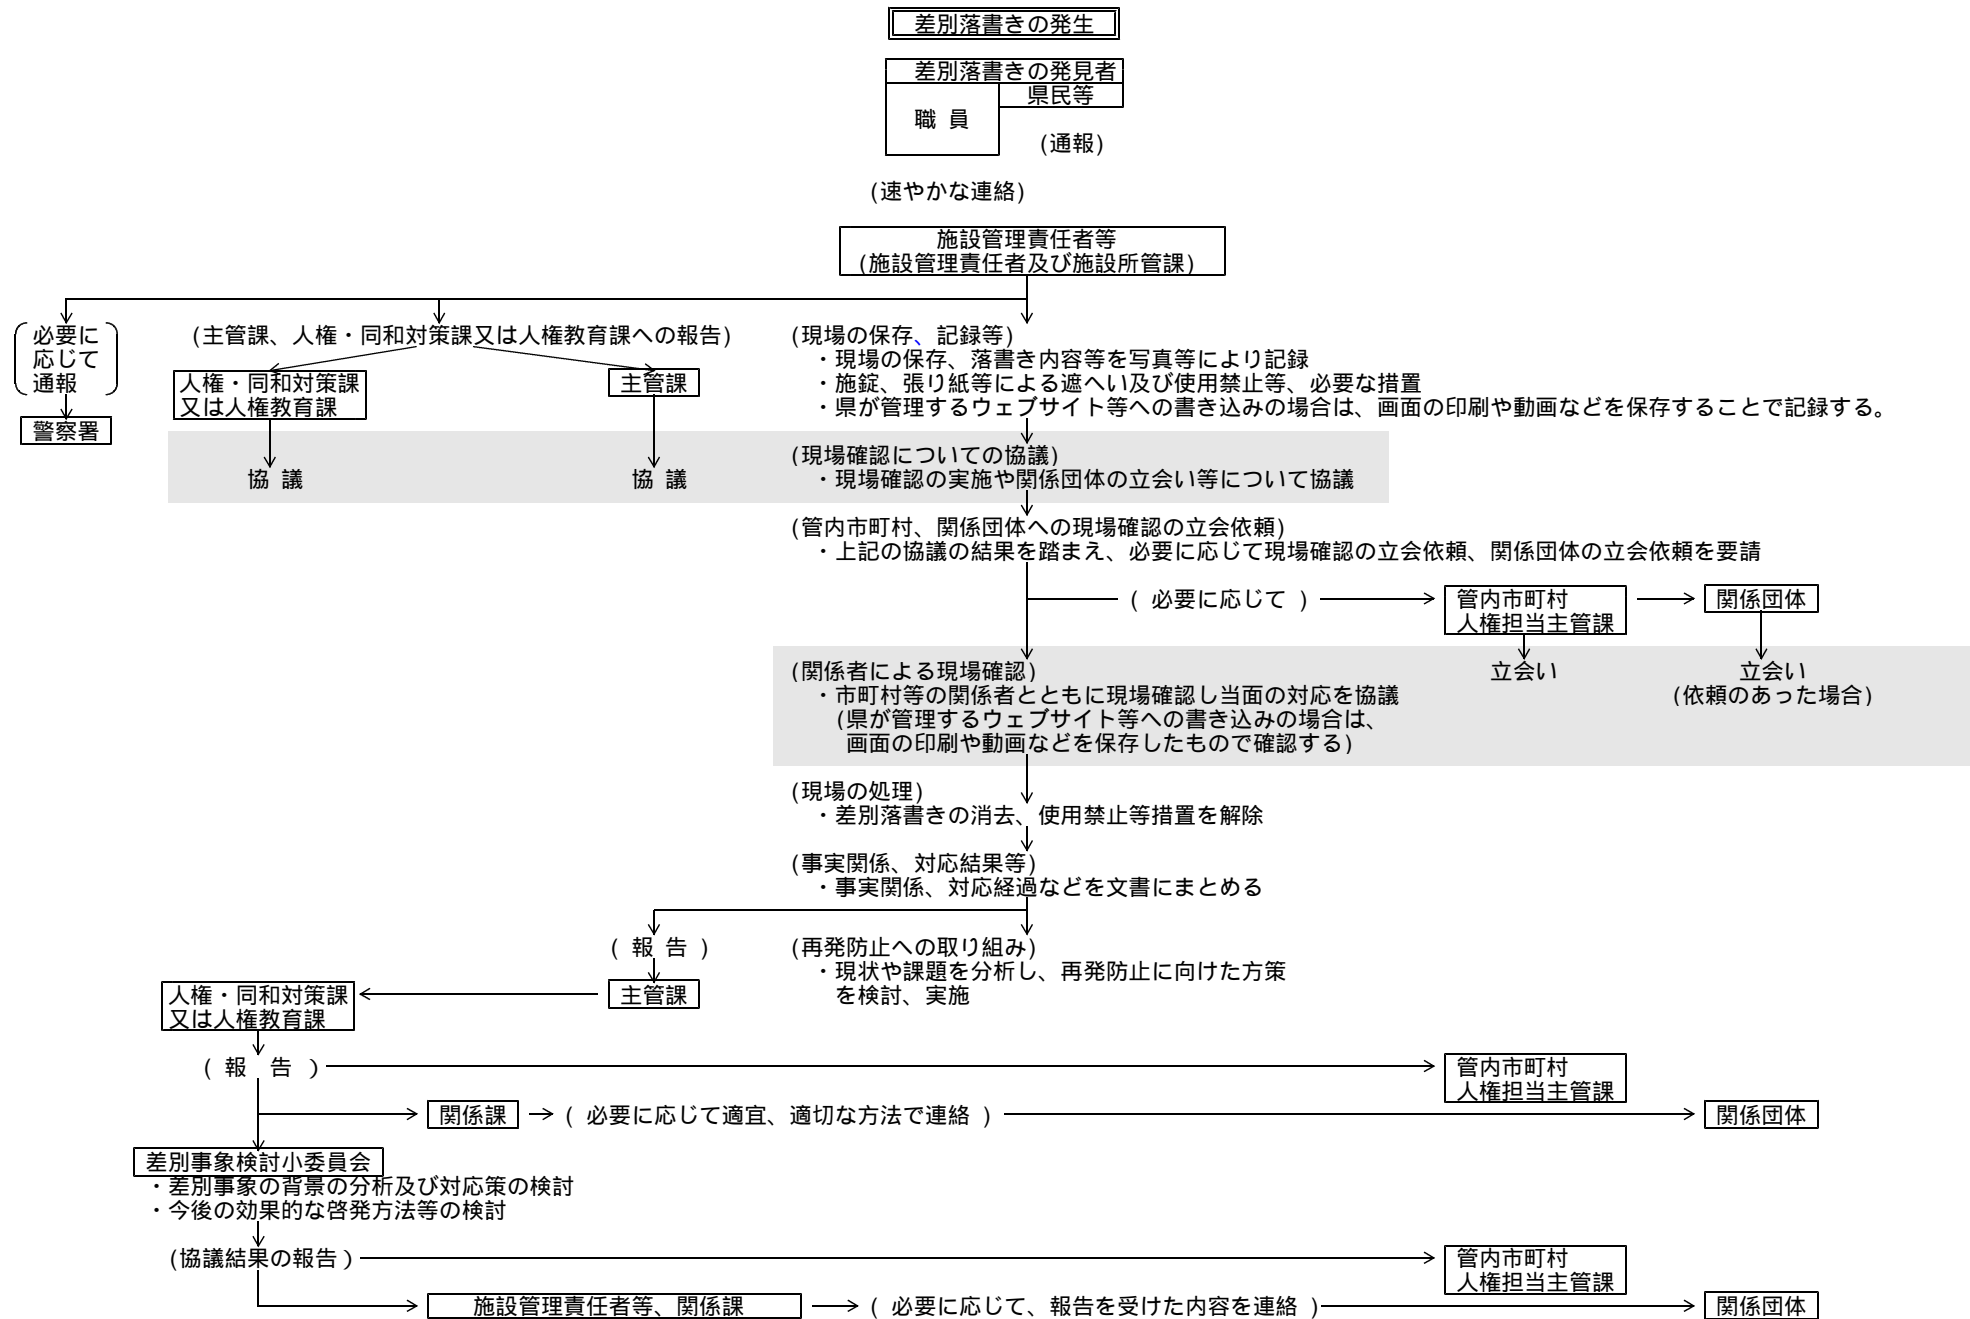 差別落書きの発生
差別落書きの発見者
県民等
職 員
(通報)
(速やかな連絡)
施設管理責任者等
(施設管理責任者及び施設所管課)
必要に
応じて
通報
警察署
(主管課、人権・同和対策課又は人権教育課への報告)
人権・同和対策課
又は人権教育課
主管課
(現場の保存、記録等)
・現場の保存、落書き内容等を写真等により記録
・施錠、張り紙等による遮へい及び使用禁止等、必要な措置
・県が管理するウェブサイト等への書き込みの場合は、画面の印刷や動画などを保存することで記録する。
協 議
協 議
(現場確認についての協議)
・現場確認の実施や関係団体の立会い等について協議
(管内市町村、関係団体への現場確認の立会依頼)
・上記の協議の結果を踏まえ、必要に応じて現場確認の立会依頼、関係団体の立会依頼を要請
( 必要に応じて )
管内市町村
人権担当主管課
関係団体
(関係者による現場確認)
・市町村等の関係者とともに現場確認し当面の対応を協議
(県が管理するウェブサイト等への書き込みの場合は、
画面の印刷や動画などを保存したもので確認する)
立会い
立会い
(依頼のあった場合)
(現場の処理)
・差別落書きの消去、使用禁止等措置を解除
(事実関係、対応結果等)
・事実関係、対応経過などを文書にまとめる
( 報 告 )
主管課
(再発防止への取り組み)
・現状や課題を分析し、再発防止に向けた方策
を検討、実施
人権・同和対策課
又は人権教育課
( 報 告 )
管内市町村
人権担当主管課
関係課
( 必要に応じて適宜、適切な方法で連絡 )
関係団体
差別事象検討小委員会
・差別事象の背景の分析及び対応策の検討
・今後の効果的な啓発方法等の検討
(協議結果の報告)
管内市町村
人権担当主管課
施設管理責任者等、関係課
( 必要に応じて、報告を受けた内容を連絡 )
関係団体